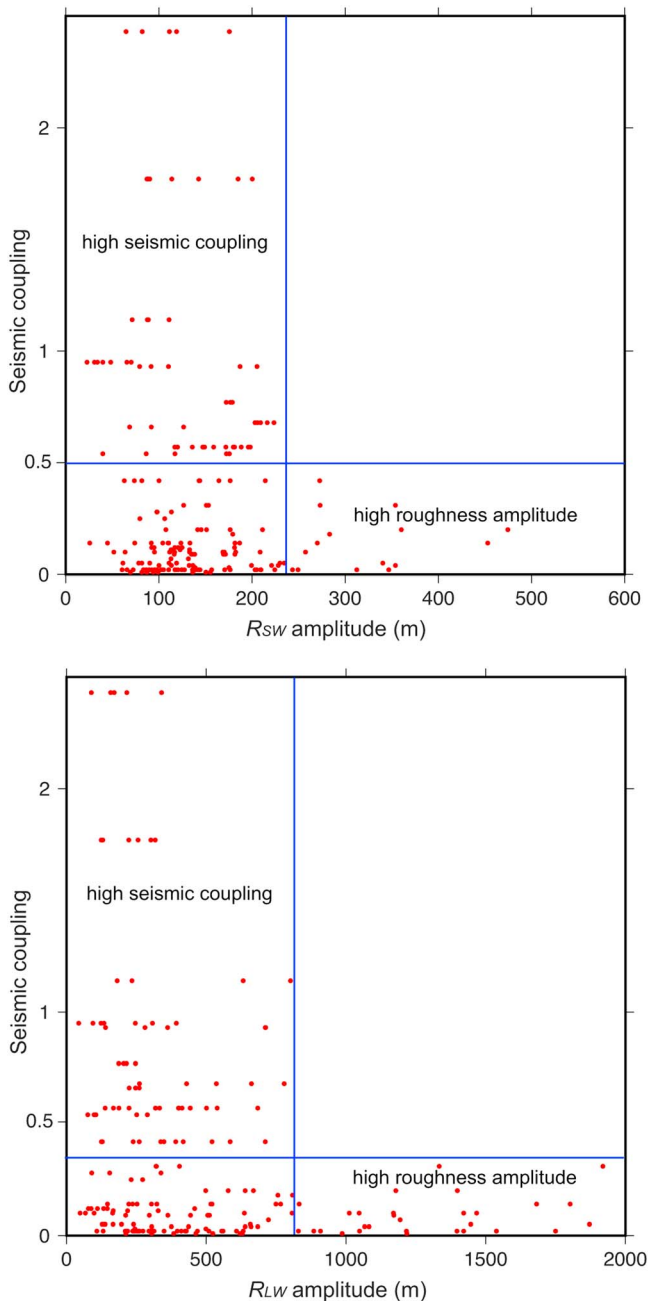 2
high seismic coupling
Seismic coupling
1
0.5
high roughness amplitude
0
0 100 200 300 400 500 600
RSW amplitude (m)
2
high seismic coupling
Seismic coupling
1
0.5
high roughness amplitude
0
0 500 1000 1500 2000
RLW amplitude (m)